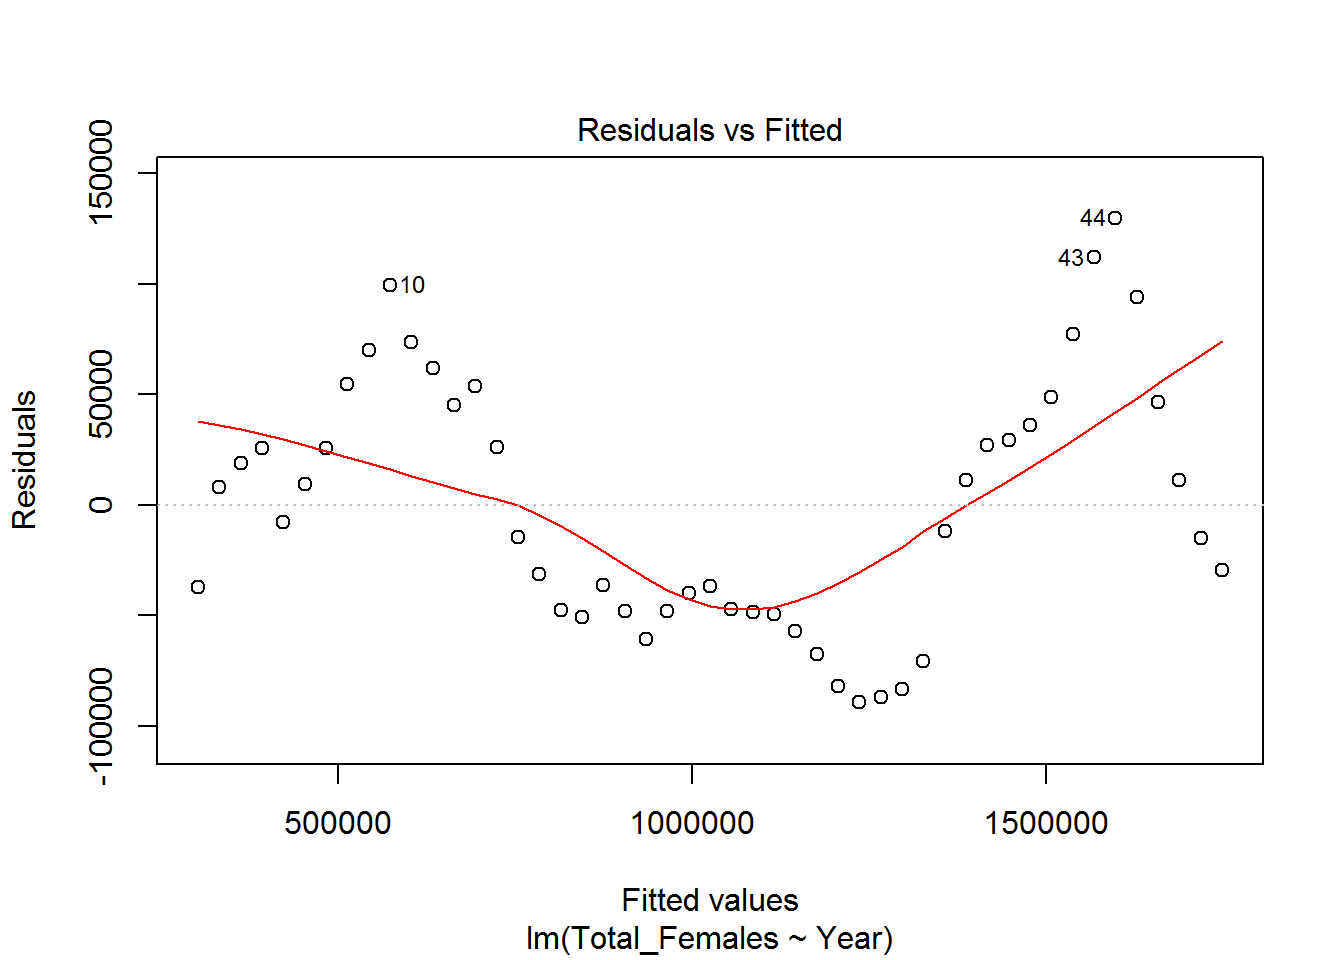 Residuals vs Fitted
150000
50000
0
-100000
Residuals
44
43
10
500000 1000000 1500000
Fitted values
lm(Total_Females ~ Year)